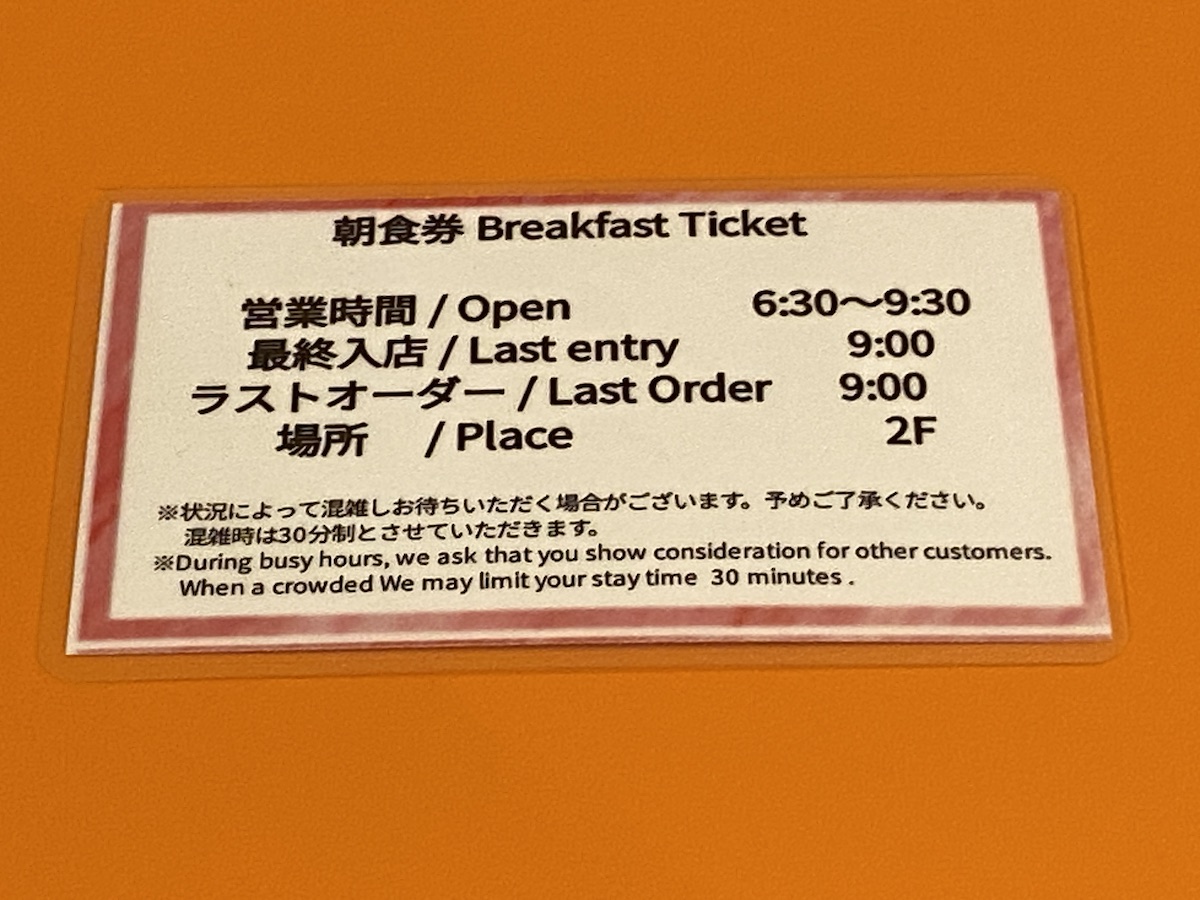 朝食券 Breakfast Ticket
営業時間 / Open 6:30〜9:30
最終入店 / Last entry 9:00
ラストオーダー / Last Order 9:00
場所 / Place 2F
※状況によって混雑しお待ちいただく場合がございます。予めご了承ください。
混雑時は30分制とさせていただきます。
※During busy hours, we ask that you show consideration for other customers.
When a crowded We may limit your stay time 30 minutes .